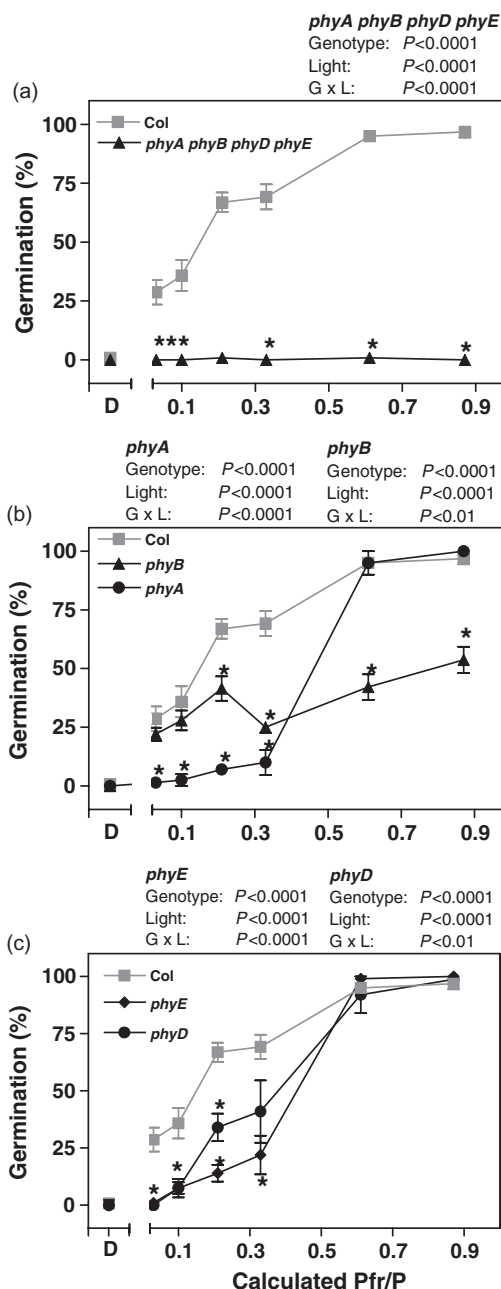 phyA phyB phyD phyE
Genotype: P<0.0001
Light: P<0.0001
G x L: P<0.0001
(a)
Germination (%)
100
75
50
25
0
Col
phyA phyB phyD phyE
*** * * *
D 0.1 0.3 0.5 0.7 0.9
phyA phyB
Genotype: P<0.0001 Genotype: P<0.0001
Light: P<0.0001 Light: P<0.0001
G x L: P<0.0001 G x L: P<0.01
(b)
Germination (%)
100
75
50
25
0
Col
phyB
phyA
* * * *
* * * *
D 0.1 0.3 0.5 0.7 0.9
phyE phyD
Genotype: P<0.0001 Genotype: P<0.0001
Light: P<0.0001 Light: P<0.0001
G x L: P<0.0001 G x L: P<0.01
(c)
Germination (%)
100
75
50
25
0
Col
phyE
phyD
*
* * * *
D 0.1 0.3 0.5 0.7 0.9
Calculated Pfr/P